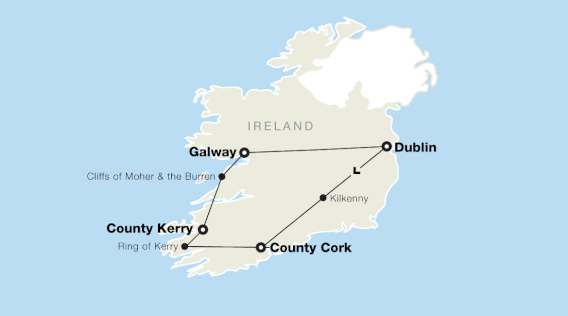 IRELAND
Galway
Dublin
Cliffs of Moher & the Burren
Kilkenny
County Kerry
Ring of Kerry
County Cork